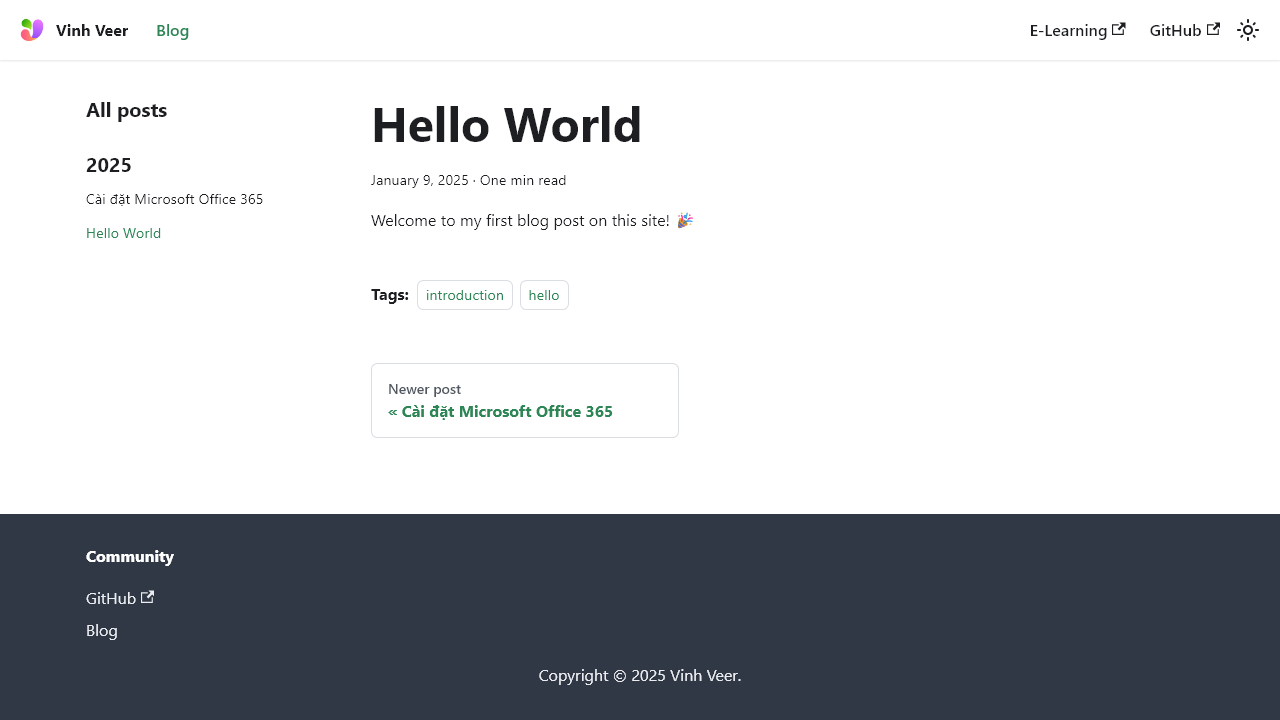 Vinh Veer Blog E-Learning GitHub
All posts
2025
Cài đặt Microsoft Office 365
Hello World
Hello World
January 9, 2025 · One min read
Welcome to my first blog post on this site! 🎉
Tags: introduction hello
Newer post
« Cài đặt Microsoft Office 365
Community
GitHub
Blog
Copyright © 2025 Vinh Veer.